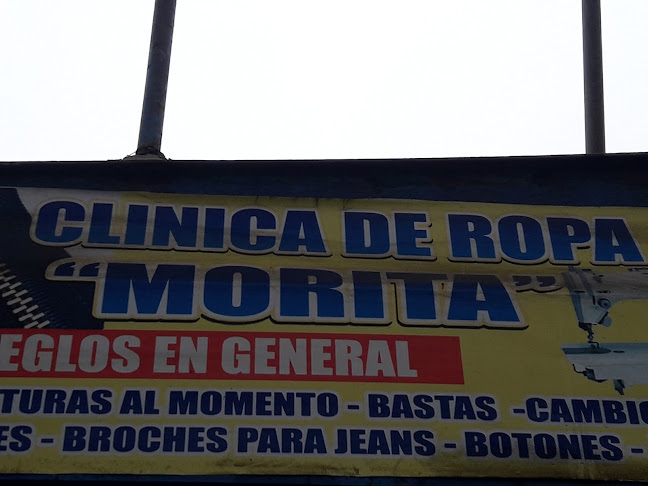 CLINICA DE ROPA
"MORITA"
EGLOS EN GENERAL
TURAS AL MOMENTO - BASTAS -CAMBIO
ES - BROCHES PARA JEANS - BOTONES -